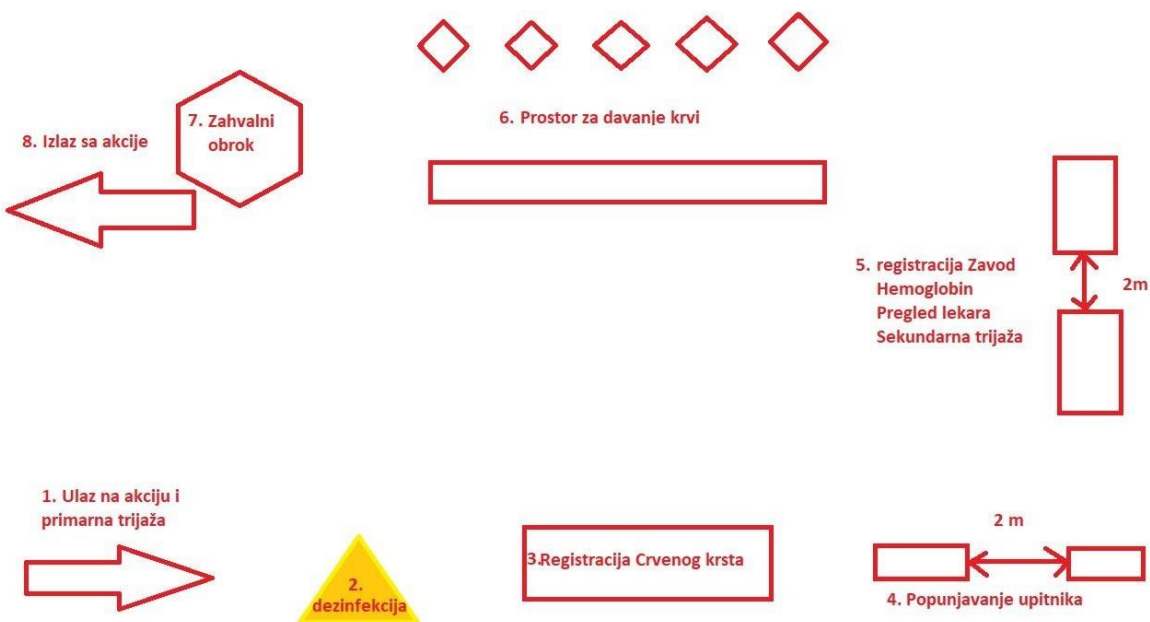 1. Ulaz na akciju i
primarna trijaža
2.
dezinfekcija
3.Registracija Crvenog krsta
2 m
4. Popunjavanje upitnika
5. registracija Zavod
Hemoglobin
Pregled lekara
Sekundarna trijaža
2m
6. Prostor za davanje krvi
7. Zahvalni
obrok
8. Izlaz sa akcije